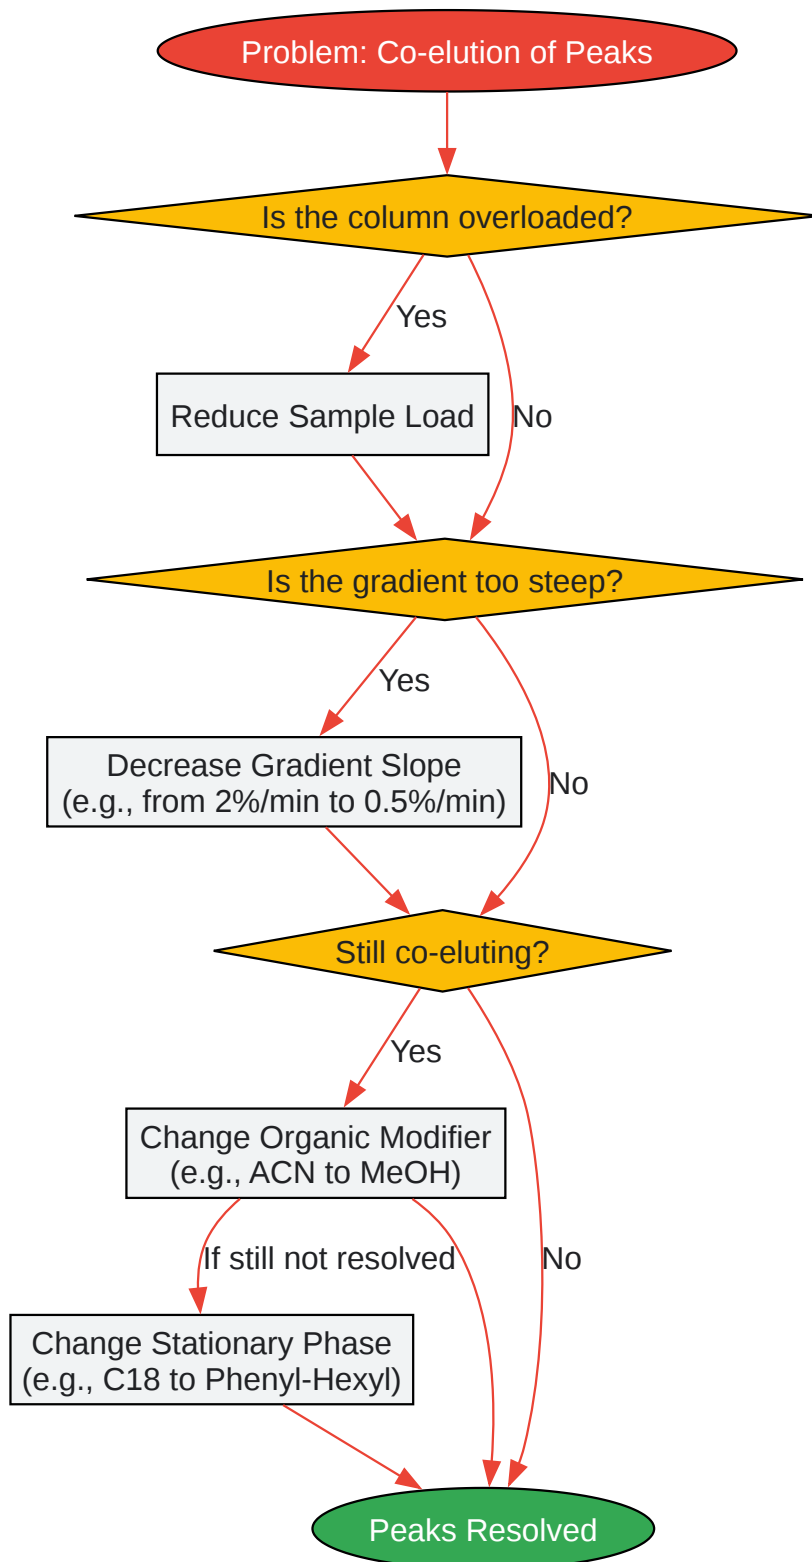 Problem: Co-elution of Peaks
Is the column overloaded?
Yes
Reduce Sample Load
No
Is the gradient too steep?
Yes
Decrease Gradient Slope
(e.g., from 2%/min to 0.5%/min)
No
Still co-eluting?
Yes
Change Organic Modifier
(e.g., ACN to MeOH)
If still not resolved
No
Change Stationary Phase
(e.g., C18 to Phenyl-Hexyl)
Peaks Resolved